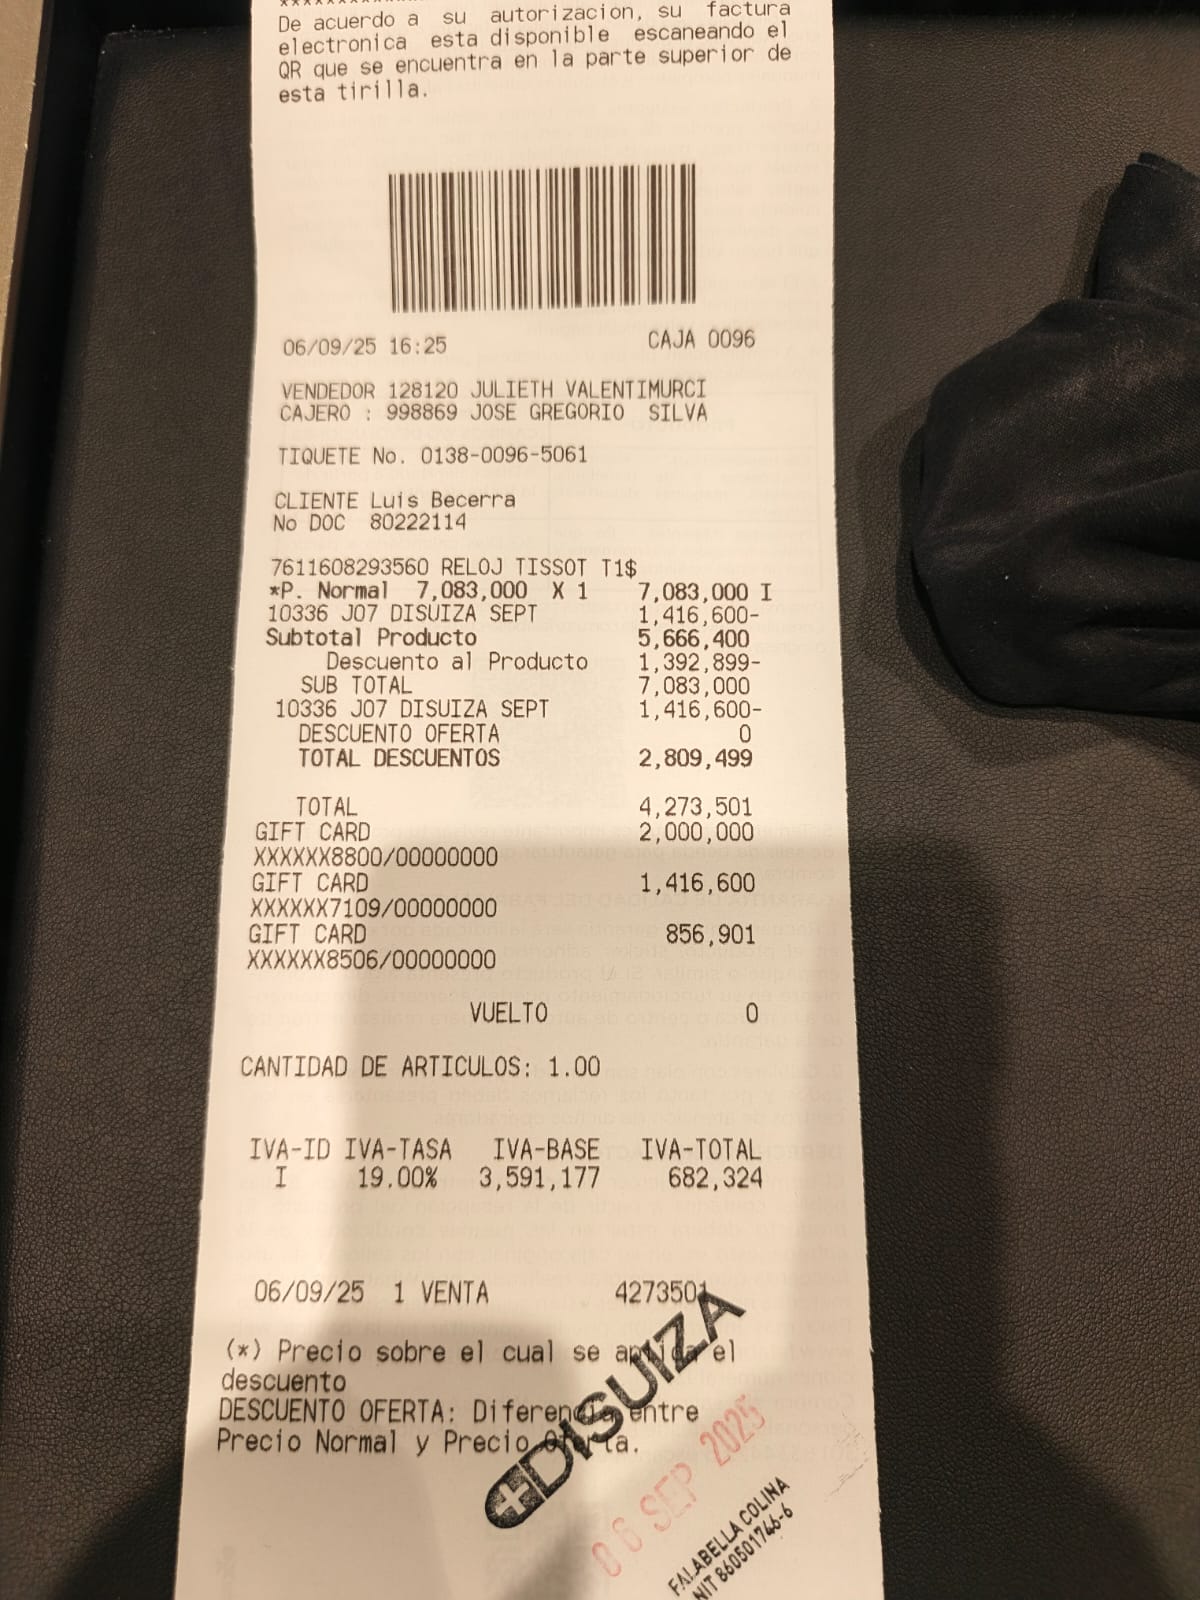 De acuerdo a su autorizacion, su factura
electronica esta disponible escaneando el
QR que se encuentra en la parte superior de
esta tirilla.
06/09/25 16:25 CAJA 0096
VENDEDOR 128120 JULIETH VALENTIMURCI
CAJERO : 998869 JOSE GREGORIO SILVA
TIQUETE No. 0138-0096-5061
CLIENTE Luis Becerra
No DOC 80222114
7611608293560 RELOJ TISSOT T1$
*P. Normal 7,083,000 X 1 7,083,000 I
10336 J07 DISUIZA SEPT 1,416,600-
Subtotal Producto 5,666,400
Descuento al Producto 1,392,899-
SUB TOTAL 7,083,000
10336 J07 DISUIZA SEPT 1,416,600-
DESCUENTO OFERTA 0
TOTAL DESCUENTOS 2,809,499
TOTAL 4,273,501
GIFT CARD 2,000,000
XXXXXX8800/00000000
GIFT CARD 1,416,600
XXXXXX7109/00000000
GIFT CARD 856,901
XXXXXX8506/00000000
VUELTO 0
CANTIDAD DE ARTICULOS: 1.00
IVA-ID IVA-TASA IVA-BASE IVA-TOTAL
I 19.00% 3,591,177 682,324
06/09/25 1 VENTA 4273501
(*) Precio sobre el cual se aplica el
descuento
DESCUENTO OFERTA: Diferencia entre
Precio Normal y Precio Oferta.
DISUIZA
06 SEP 2025
FALABELLA COLINA
NIT 860501746-6